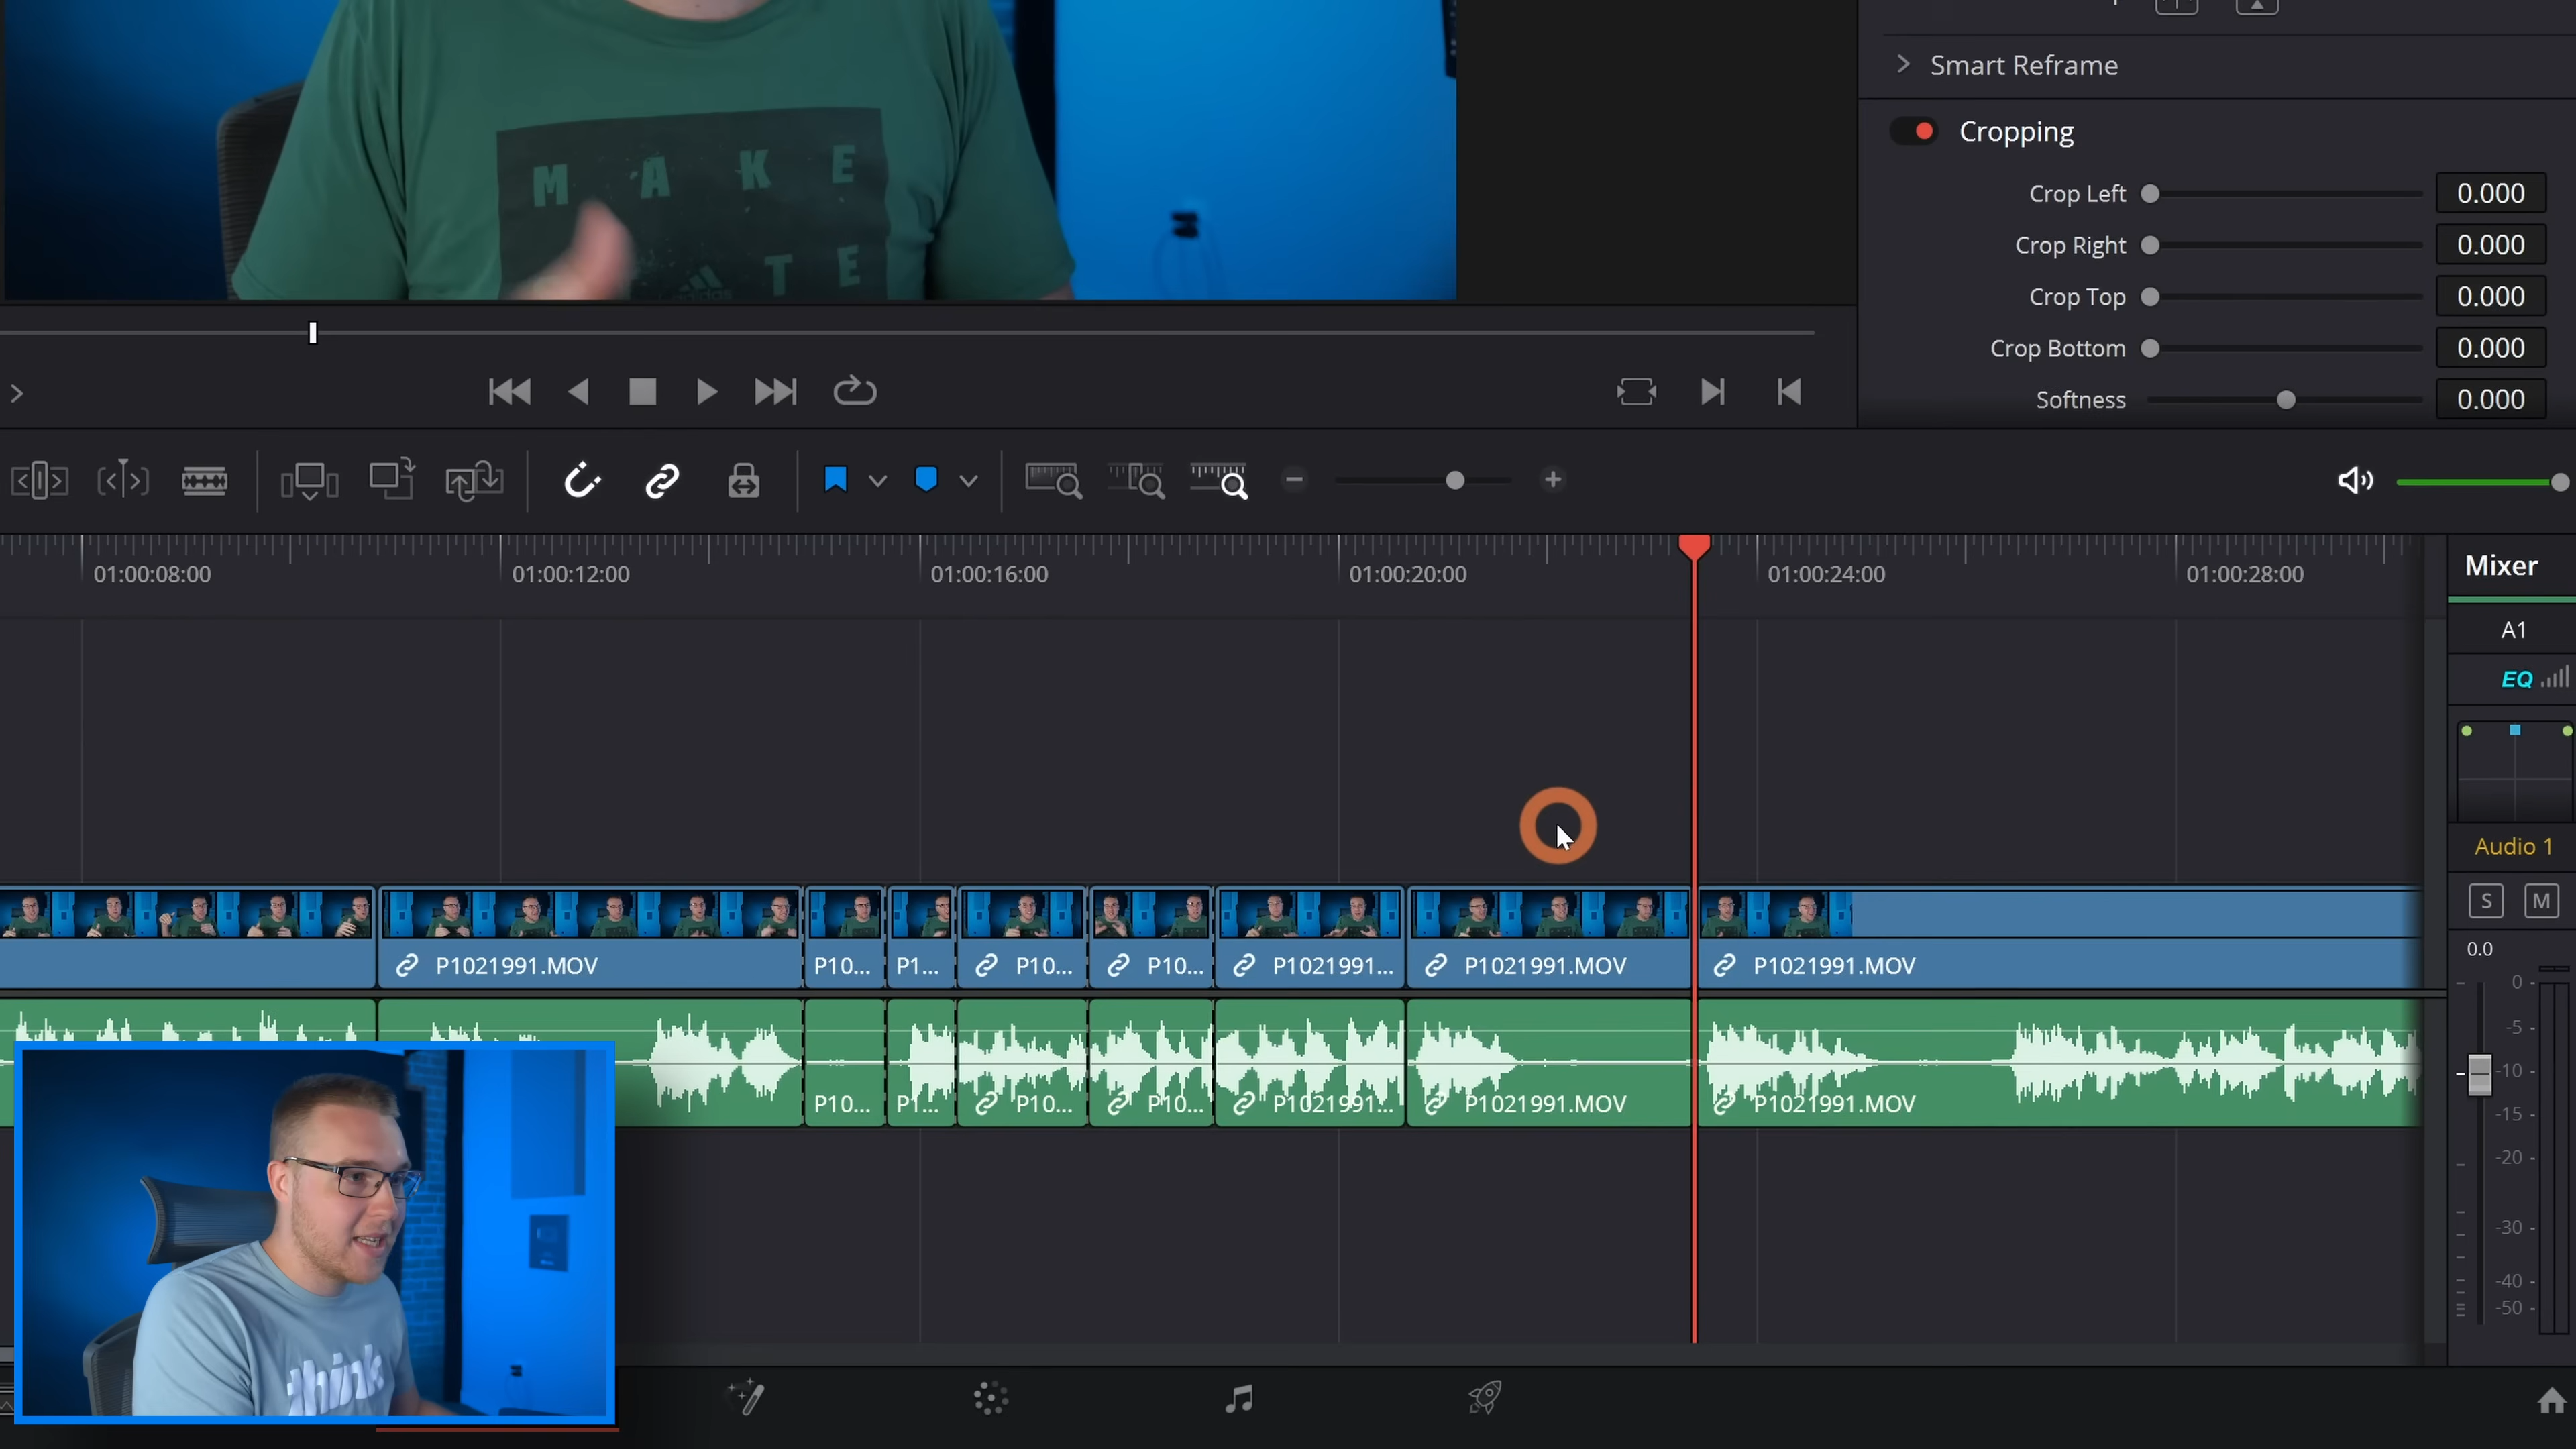 M A K E
T E
adidas
Smart Reframe
Cropping
Crop Left 0.000
Crop Right 0.000
Crop Top 0.000
Crop Bottom 0.000
Softness 0.000
01:00:08:00 01:00:12:00 01:00:16:00 01:00:20:00 01:00:24:00 01:00:28:00
Mixer
A1
EQ
Audio 1
S M
0.0
P1021991.MOV P10... P1... P10... P10... P1021991... P1021991.MOV P1021991.MOV
P10... P1... P10... P10... P1021991... P1021991.MOV P1021991.MOV
0
-5
-10
-15
-20
-30
-40
-50
think